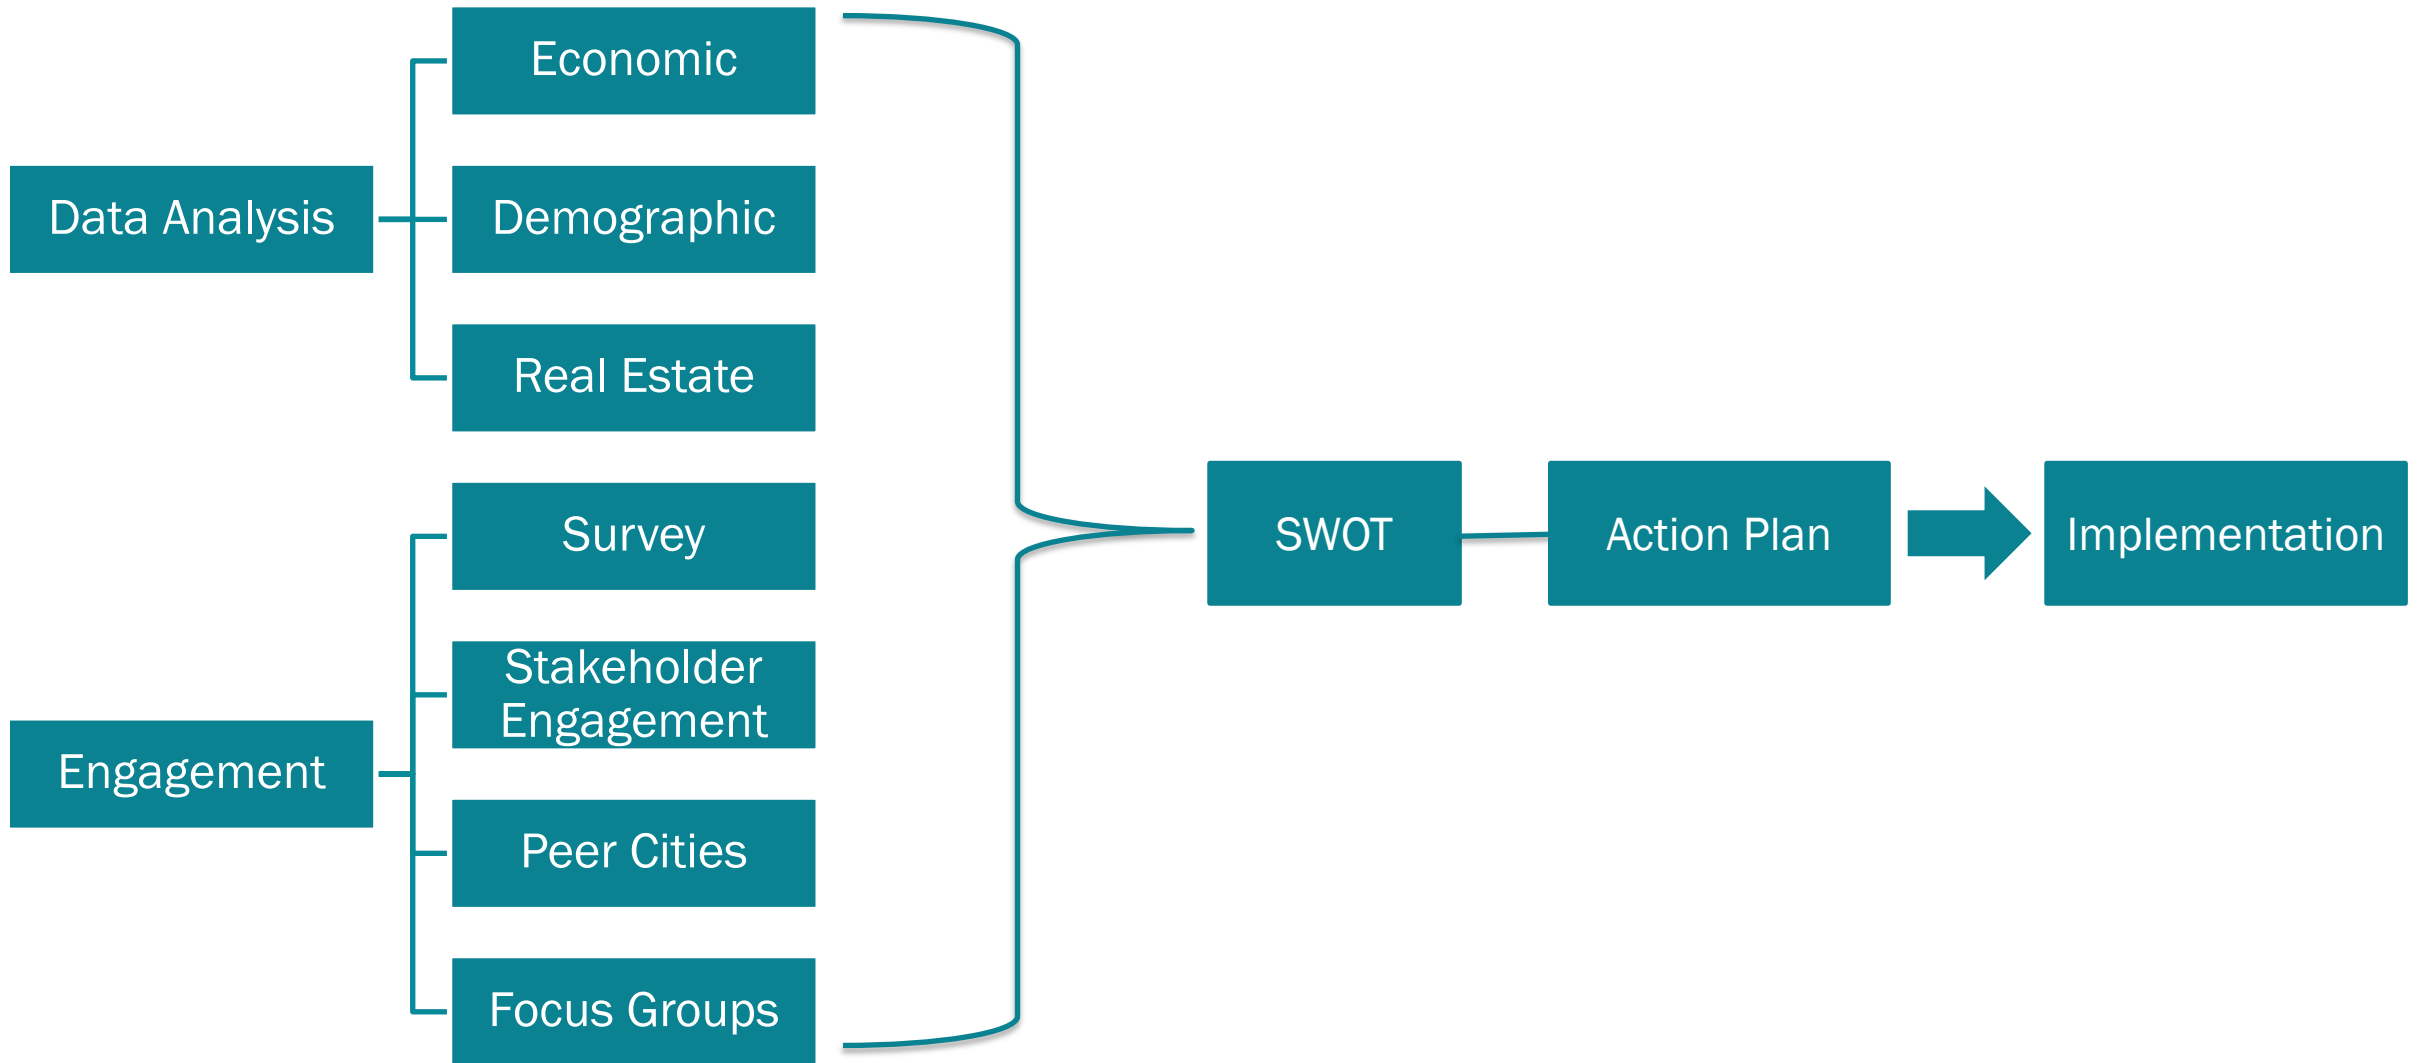 Data Analysis
Economic
Demographic
Real Estate
Engagement
Survey
Stakeholder
Engagement
Peer Cities
Focus Groups
SWOT
Action Plan
Implementation